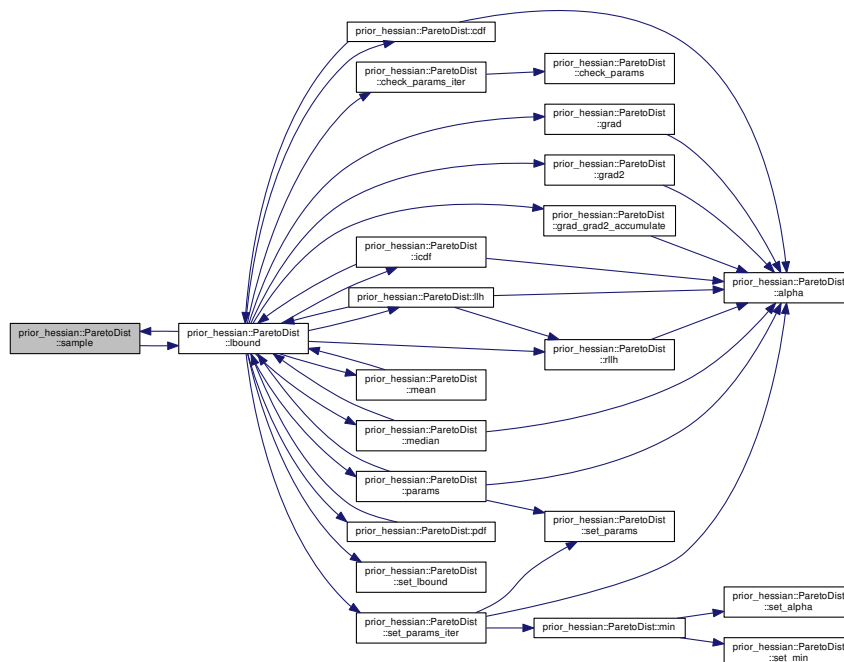 prior_hessian::ParetoDist::cdf
prior_hessian::ParetoDist
::check_params_iter
prior_hessian::ParetoDist
::check_params
prior_hessian::ParetoDist
::grad
prior_hessian::ParetoDist
::grad2
prior_hessian::ParetoDist
::grad_grad2_accumulate
prior_hessian::ParetoDist
::icdf
prior_hessian::ParetoDist
::alpha
prior_hessian::ParetoDist::llh
prior_hessian::ParetoDist
::sample
prior_hessian::ParetoDist
::lbound
prior_hessian::ParetoDist
::rllh
prior_hessian::ParetoDist
::mean
prior_hessian::ParetoDist
::median
prior_hessian::ParetoDist
::params
prior_hessian::ParetoDist::pdf
prior_hessian::ParetoDist
::set_params
prior_hessian::ParetoDist
::set_lbound
prior_hessian::ParetoDist
::set_params_iter
prior_hessian::ParetoDist::min
prior_hessian::ParetoDist
::set_alpha
prior_hessian::ParetoDist
::set_min